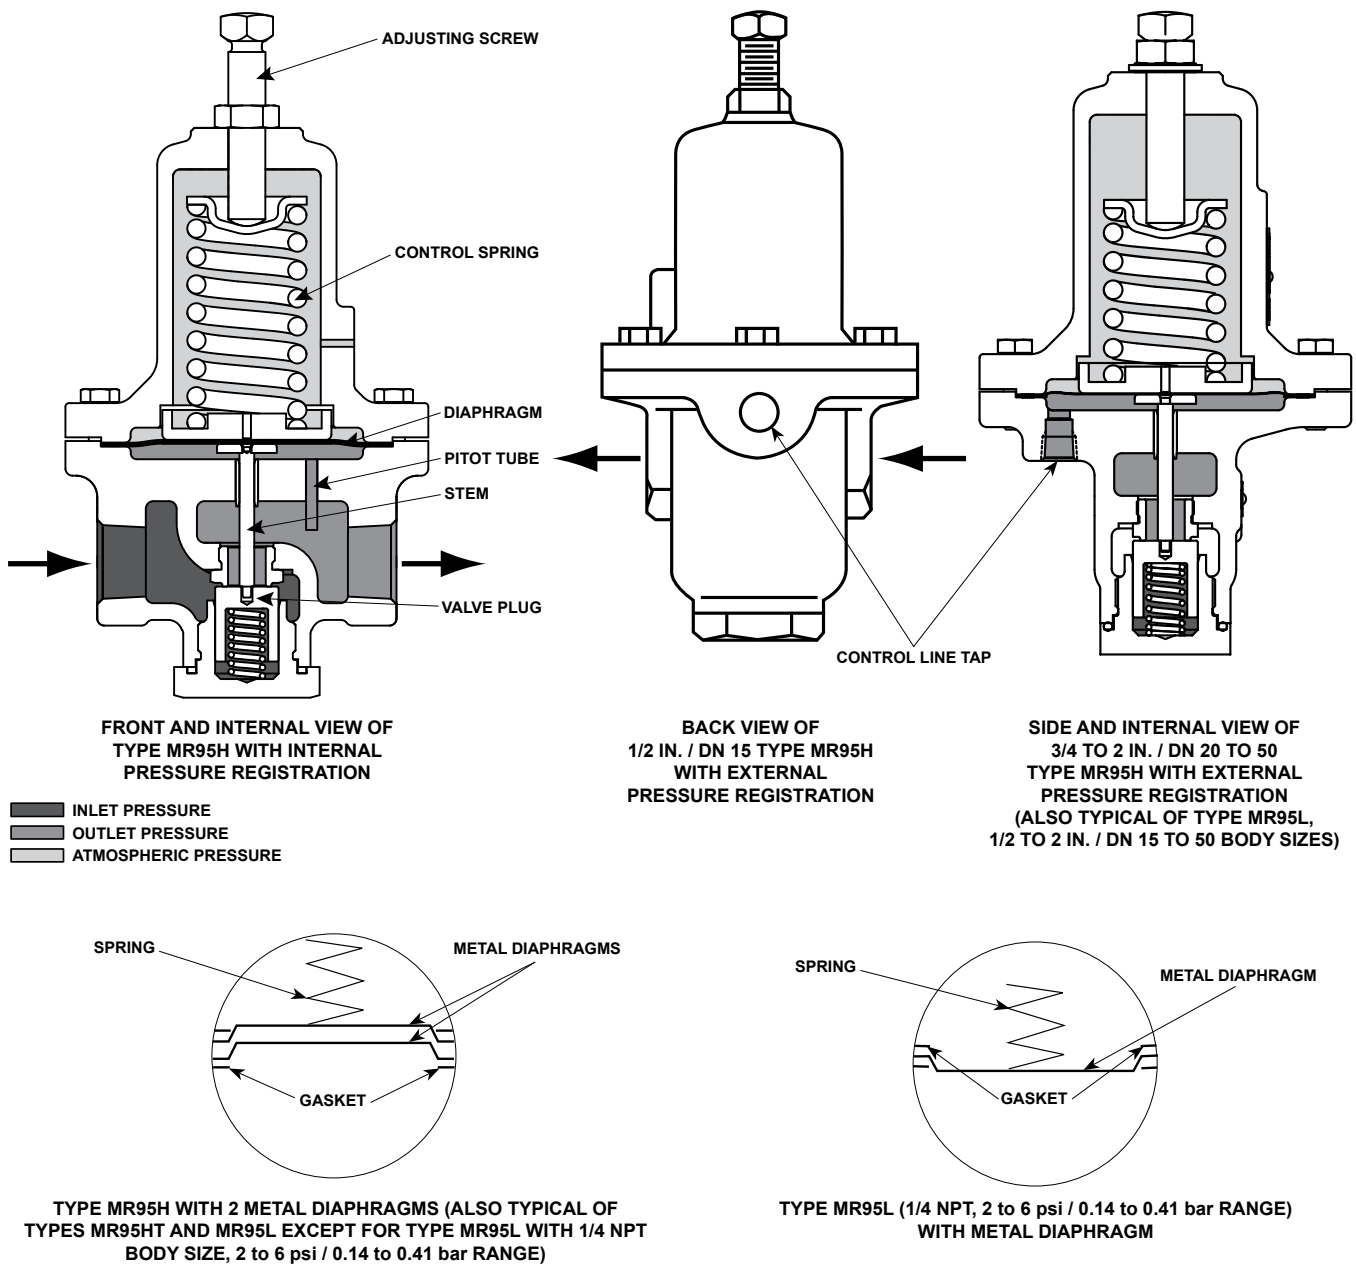 ADJUSTING SCREW
CONTROL SPRING
DIAPHRAGM
PITOT TUBE
STEM
VALVE PLUG
CONTROL LINE TAP
FRONT AND INTERNAL VIEW OF
TYPE MR95H WITH INTERNAL
PRESSURE REGISTRATION
BACK VIEW OF
1/2 IN. / DN 15 TYPE MR95H
WITH EXTERNAL
PRESSURE REGISTRATION
SIDE AND INTERNAL VIEW OF
3/4 TO 2 IN. / DN 20 TO 50
TYPE MR95H WITH EXTERNAL
PRESSURE REGISTRATION
(ALSO TYPICAL OF TYPE MR95L,
1/2 TO 2 IN. / DN 15 TO 50 BODY SIZES)
INLET PRESSURE
OUTLET PRESSURE
ATMOSPHERIC PRESSURE
SPRING
METAL DIAPHRAGMS
GASKET
TYPE MR95H WITH 2 METAL DIAPHRAGMS (ALSO TYPICAL OF
TYPES MR95HT AND MR95L EXCEPT FOR TYPE MR95L WITH 1/4 NPT
BODY SIZE, 2 to 6 psi / 0.14 to 0.41 bar RANGE)
SPRING
METAL DIAPHRAGM
GASKET
TYPE MR95L (1/4 NPT, 2 to 6 psi / 0.14 to 0.41 bar RANGE)
WITH METAL DIAPHRAGM